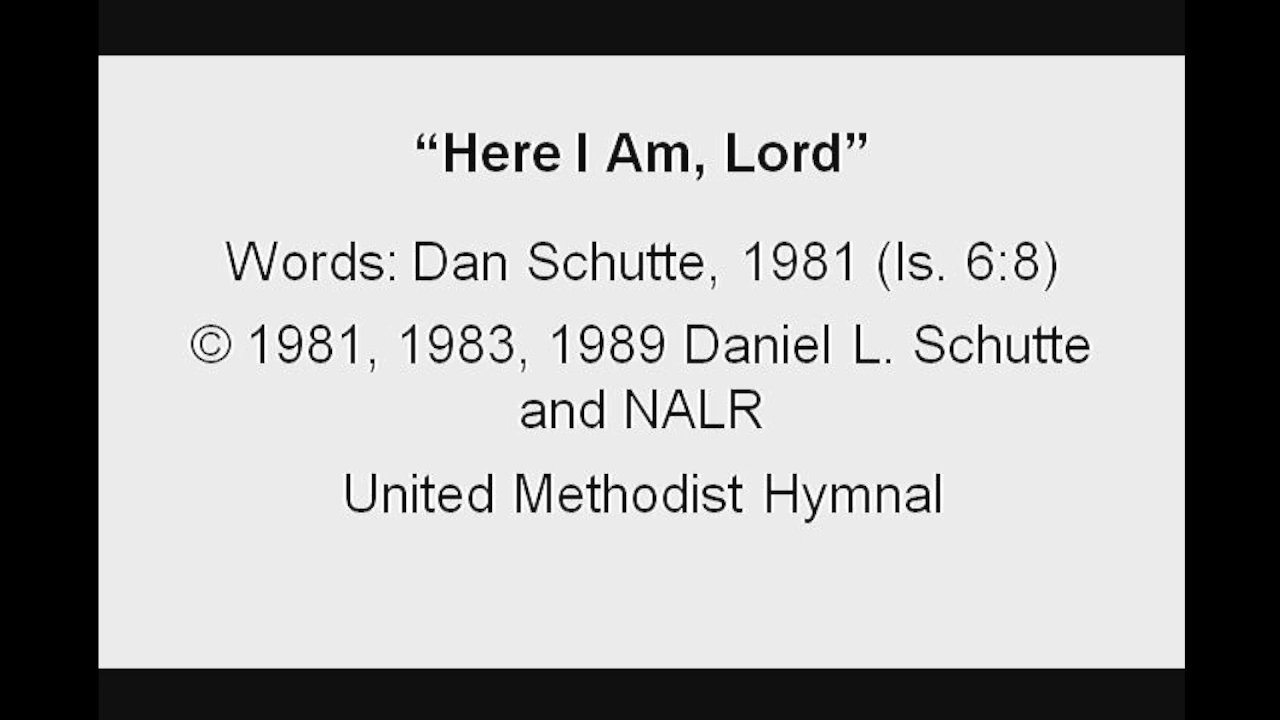 “Here I Am, Lord”
Words: Dan Schutte, 1981 (Is. 6:8)
© 1981, 1983, 1989 Daniel L. Schutte
and NALR
United Methodist Hymnal